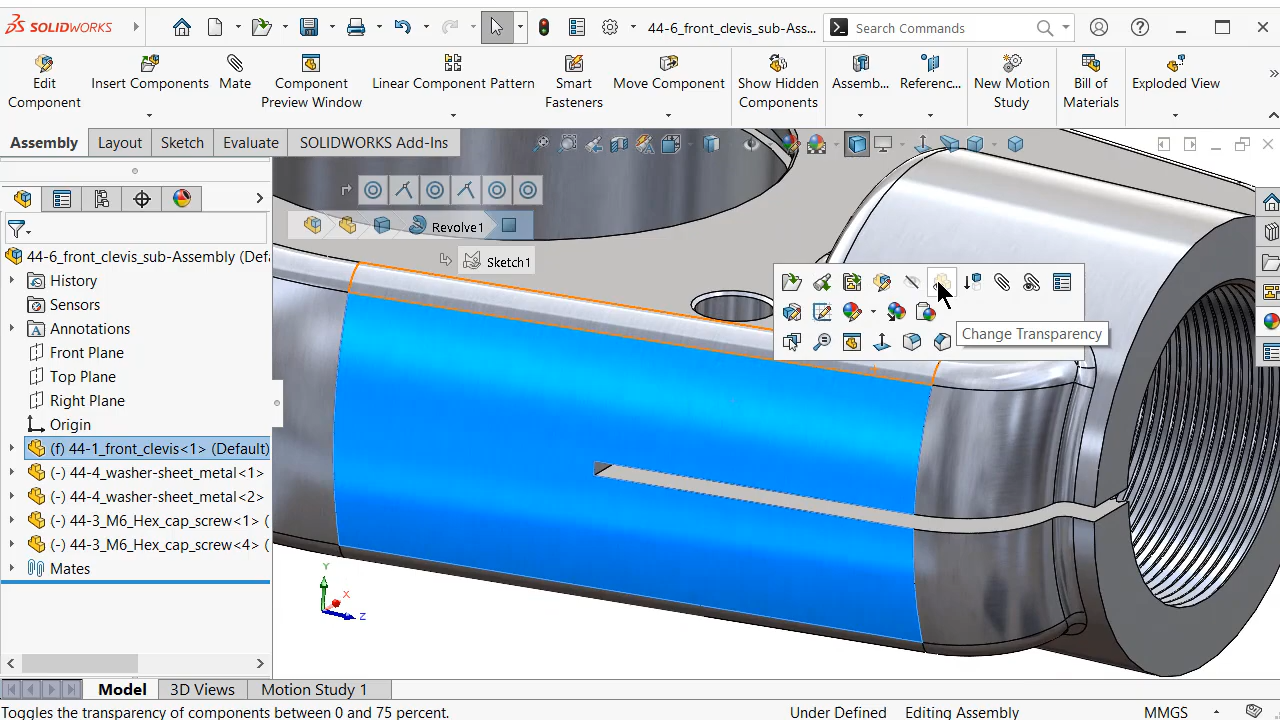 SOLIDWORKS
44-6_front_clevis_sub-Ass...
Search Commands
Edit Component
Insert Components
Mate
Component Preview Window
Linear Component Pattern
Smart Fasteners
Move Component
Show Hidden Components
Assemb...
Referenc...
New Motion Study
Bill of Materials
Exploded View
Assembly
Layout
Sketch
Evaluate
SOLIDWORKS Add-Ins
Revolve1
Sketch1
44-6_front_clevis_sub-Assembly (Def
History
Sensors
Annotations
Front Plane
Top Plane
Right Plane
Origin
(f) 44-1_front_clevis<1> (Default)
(-) 44-4_washer-sheet_metal<1>
(-) 44-4_washer-sheet_metal<2>
(-) 44-3_M6_Hex_cap_screw<1> (
(-) 44-3_M6_Hex_cap_screw<4> (
Mates
Change Transparency
Y
X
Z
Model
3D Views
Motion Study 1
Toggles the transparency of components between 0 and 75 percent.
Under Defined
Editing Assembly
MMGS